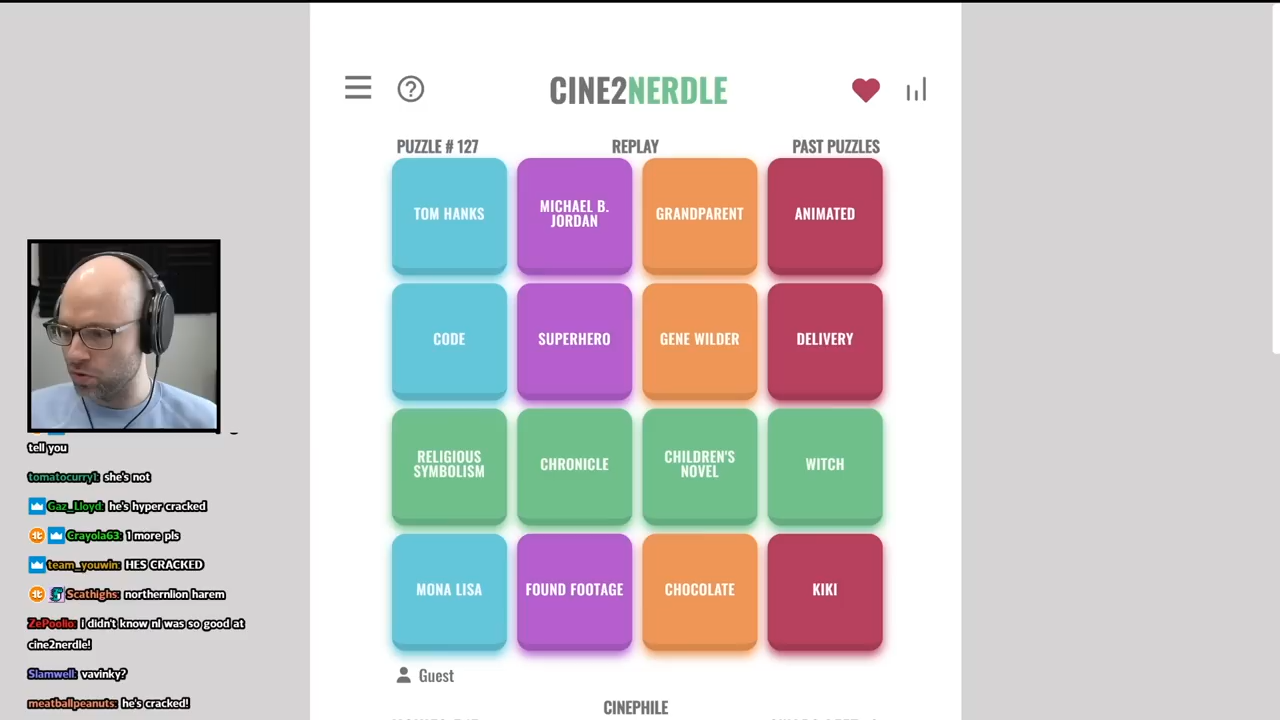 CINE2NERDLE
PUZZLE # 127
REPLAY
PAST PUZZLES
TOM HANKS
MICHAEL B.
JORDAN
GRANDPARENT
ANIMATED
CODE
SUPERHERO
GENE WILDER
DELIVERY
RELIGIOUS
SYMBOLISM
CHRONICLE
CHILDREN'S
NOVEL
WITCH
MONA LISA
FOUND FOOTAGE
CHOCOLATE
KIKI
Guest
CINEPHILE
tell you
tomatocurry1: she's not
Gaz_Lloyd: he's hyper cracked
Crayola63: 1 more pls
team_youwin: HES CRACKED
Scathighs: northernlion harem
ZePoolio: I didn't know nl was so good at
cine2nerdle!
Slamwell: vavinky?
meatballpeanuts: he's cracked!